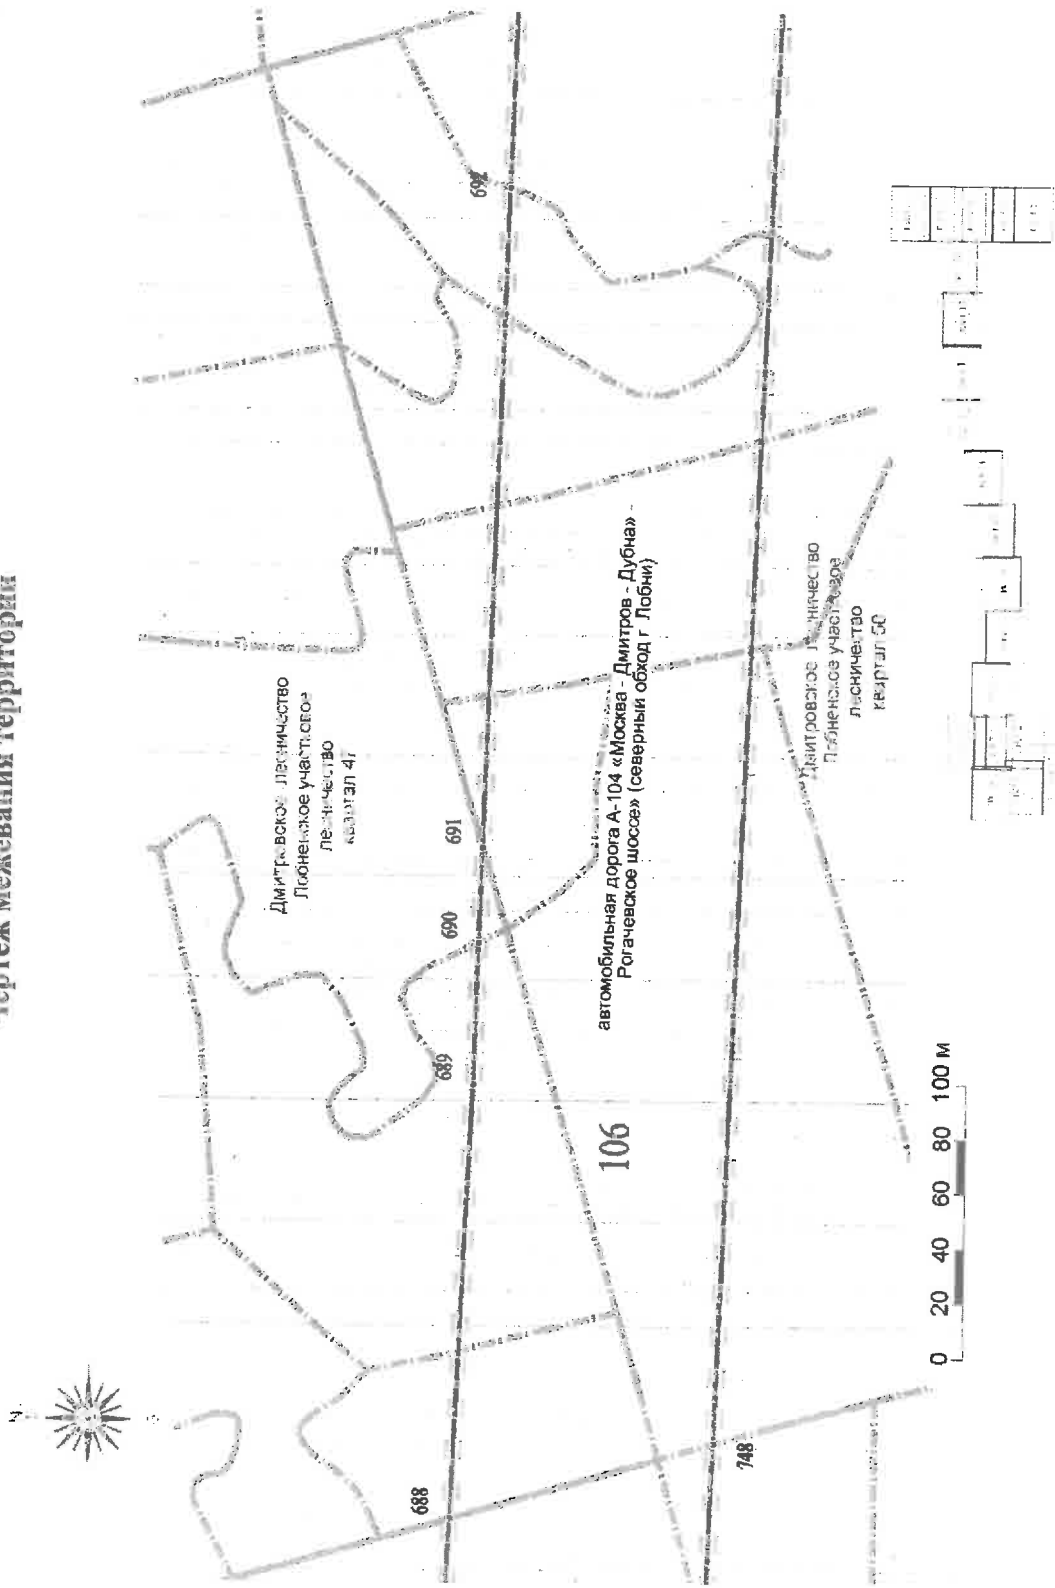 Чертеж межевания территории
692
Дмитровское лесничество
Лобненское участковое
лесничество
квартал 47
691
690
689
688
автомобильная дорога А-104 «Москва - Дмитров - Дубна» -
Рогачевское шоссе» (северный обход г. Лобни)
106
Дмитровское лесничество
Лобненское участковое
лесничество
квартал 50
748
0 20 40 60 80 100 м